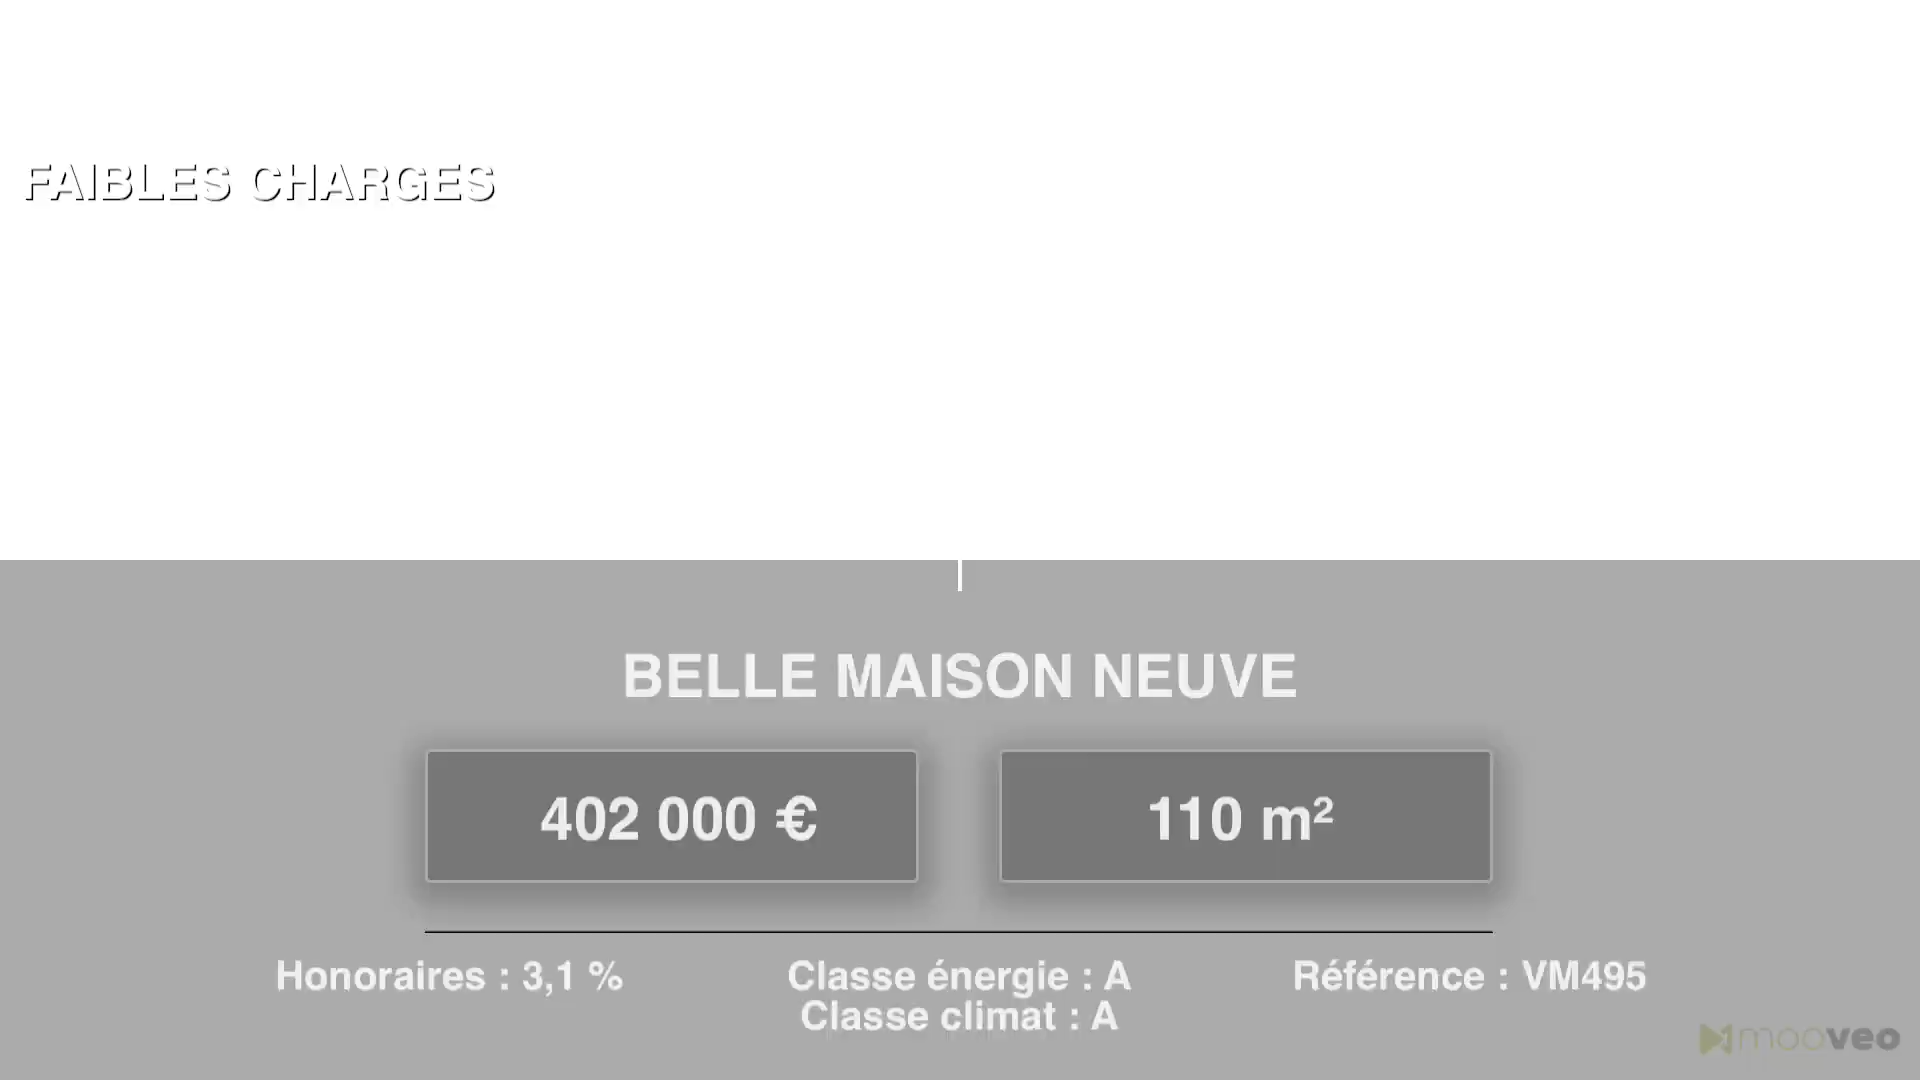 FAIBLES CHARGES
BELLE MAISON NEUVE
402 000 €
110 m²
Honoraires : 3,1 %
Classe énergie : A
Classe climat : A
Référence : VM495
mooveo